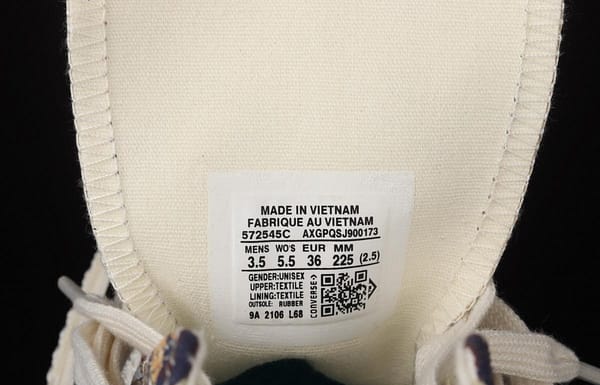 MADE IN VIETNAM
FABRIQUE AU VIETNAM
572545C AXGPQSJ900173
MENS WO'S EUR MM
3.5 5.5 36 225 (2.5)
GENDER:UNISEX
UPPER:TEXTILE
LINING:TEXTILE
OUTSOLE: RUBBER
9A 2106 L68
CONVERSE